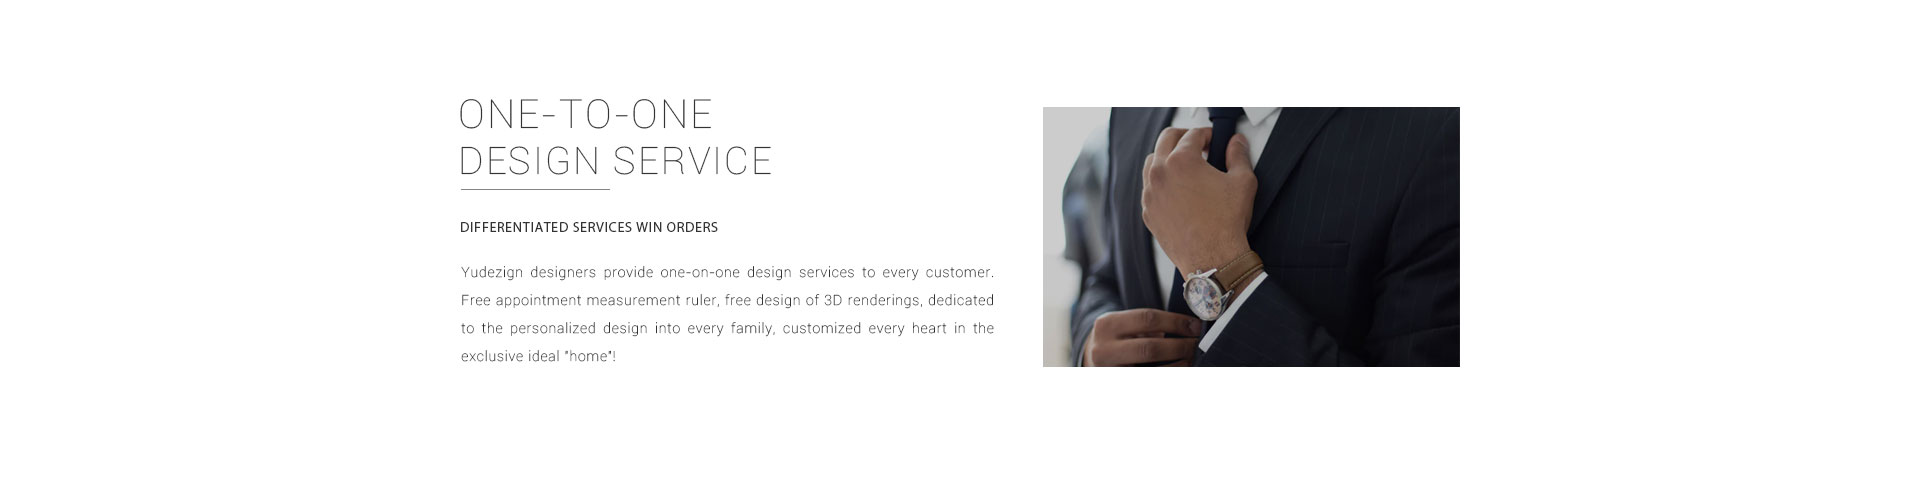 ONE-TO-ONE
DESIGN SERVICE
DIFFERENTIATED SERVICES WIN ORDERS
Yudezign designers provide one-on-one design services to every customer.
Free appointment measurement ruler, free design of 3D renderings, dedicated
to the personalized design into every family, customized every heart in the
exclusive ideal "home"!